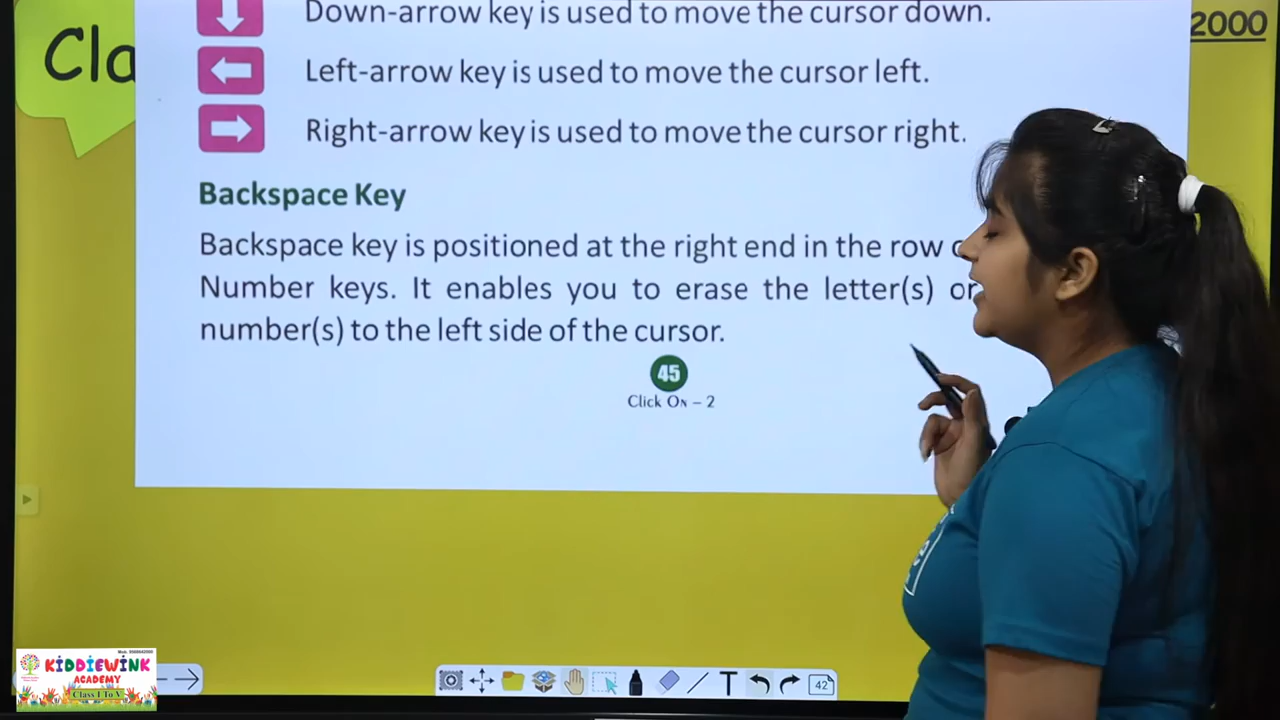 Cla
2000
Down-arrow key is used to move the cursor down.
Left-arrow key is used to move the cursor left.
Right-arrow key is used to move the cursor right.
Backspace Key
Backspace key is positioned at the right end in the row
Number keys. It enables you to erase the letter(s) or
number(s) to the left side of the cursor.
45
Click On – 2
KiDDiEWiNK
ACADEMY
Class I To V
T
42